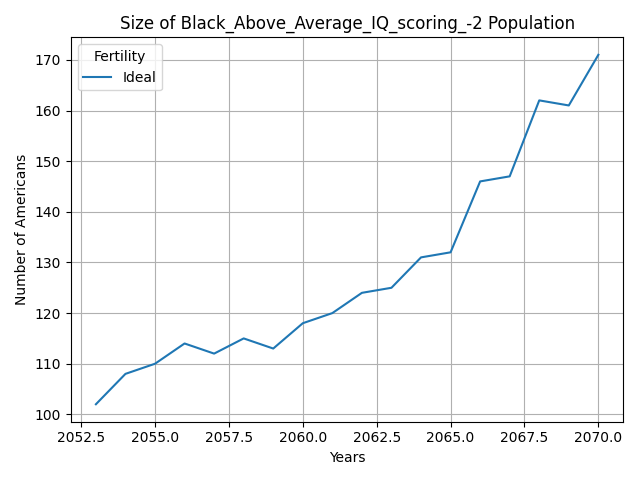 Size of Black_Above_Average_IQ_scoring_-2 Population
Fertility
Ideal
Number of Americans
170
160
150
140
130
120
110
100
2052.5 2055.0 2057.5 2060.0 2062.5 2065.0 2067.5 2070.0
Years